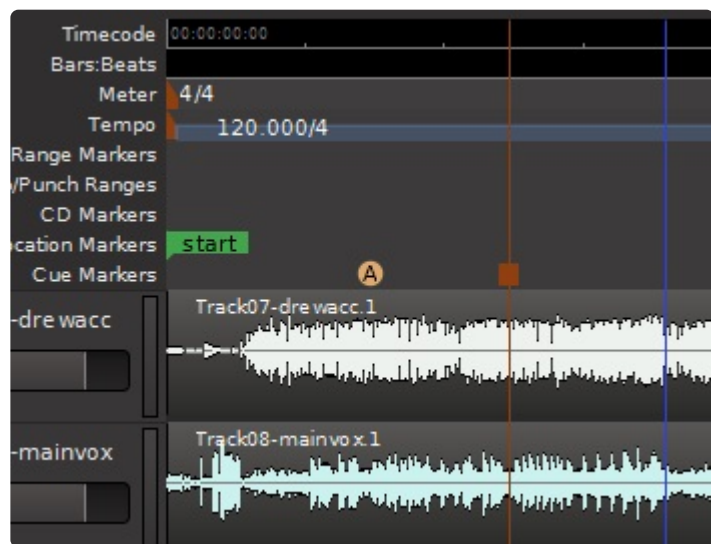 Timecode 00:00:00:00
Bars:Beats
Meter 4/4
Tempo 120.000/4
Range Markers
/Punch Ranges
CD Markers
ocation Markers start
Cue Markers A
-drewacc Track07-drewacc.1
-mainvox Track08-mainvox.1